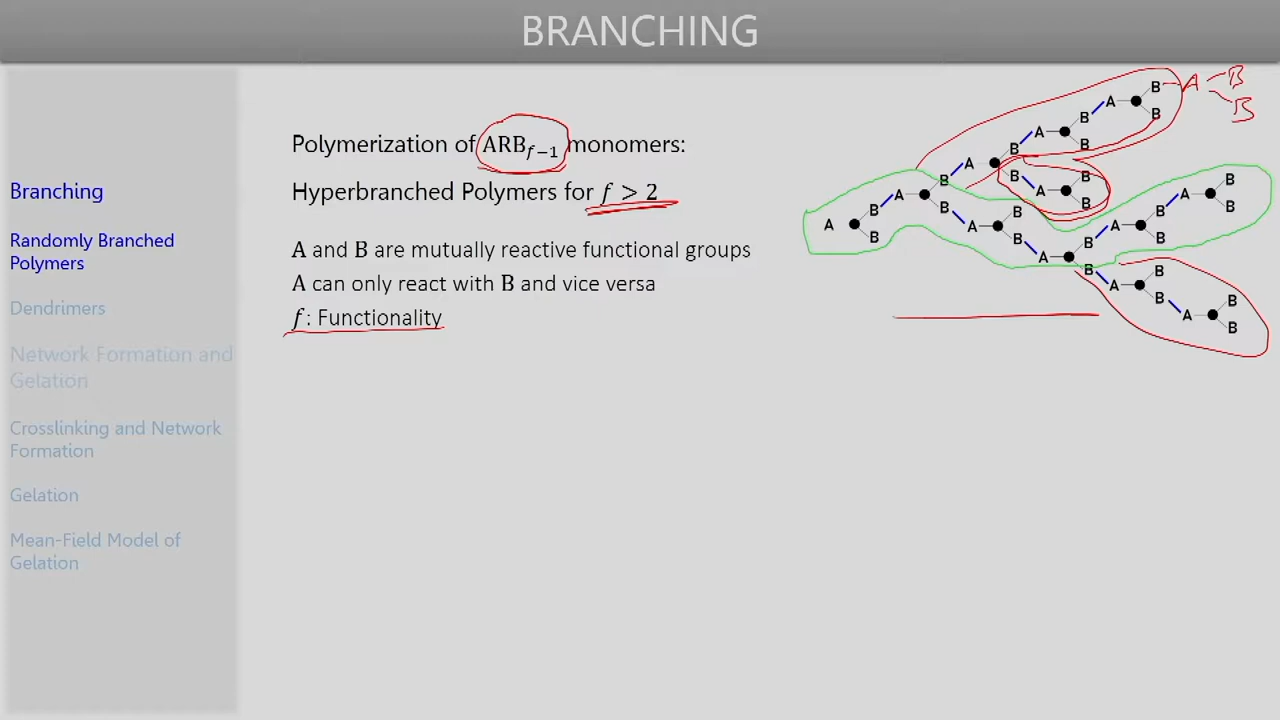 BRANCHING
Branching
Randomly Branched
Polymers
Dendrimers
Network Formation and
Gelation
Crosslinking and Network
Formation
Gelation
Mean-Field Model of
Gelation
Polymerization of ARB_{f−1} monomers:
Hyperbranched Polymers for f > 2
A and B are mutually reactive functional groups
A can only react with B and vice versa
f: Functionality
B A B
A B B
B
A B
B A B
B A B
A B B
A B B
A B A B
B A B B
A B
B B
A B
B A B
B
A B
B